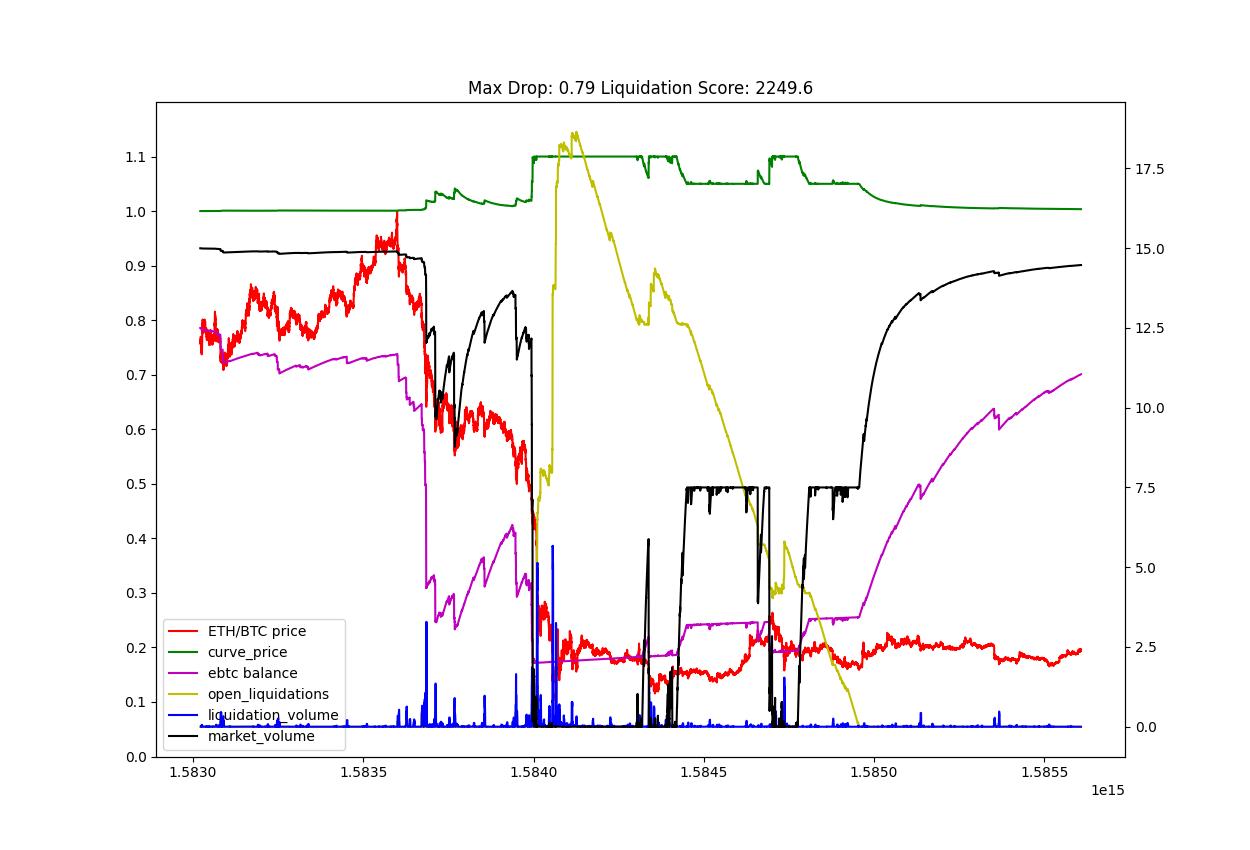 Max Drop: 0.79 Liquidation Score: 2249.6
1.1
1.0
0.9
0.8
0.7
0.6
0.5
0.4
0.3
0.2
0.1
0.0
17.5
15.0
12.5
10.0
7.5
5.0
2.5
0.0
ETH/BTC price
curve_price
ebtc balance
open_liquidations
liquidation_volume
market_volume
1.5830 1.5835 1.5840 1.5845 1.5850 1.5855
1e15